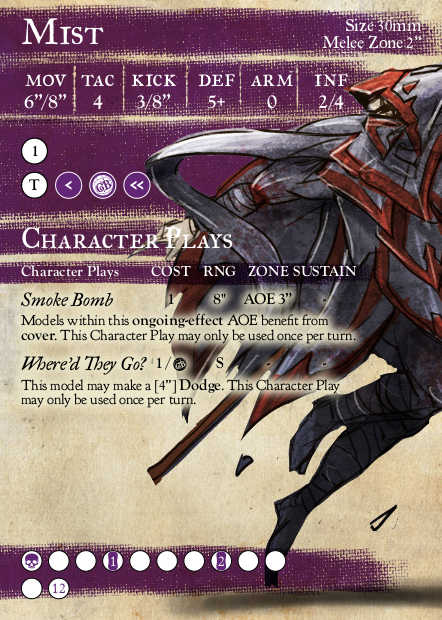 Mist
Size 30mm
Melee Zone 2"
MOV TAC KICK DEF ARM INF
6"/8" 4 3/8" 5+ 0 2/4
1
T < GB <<
Character Plays
Character Plays COST RNG ZONE SUSTAIN
Smoke Bomb 1 8" AOE 3" -
Models within this ongoing-effect AOE benefit from
cover. This Character Play may only be used once per turn.
Where'd They Go? 1 / GB S - -
This model may make a [4"] Dodge. This Character Play
may only be used once per turn.
1 2
12